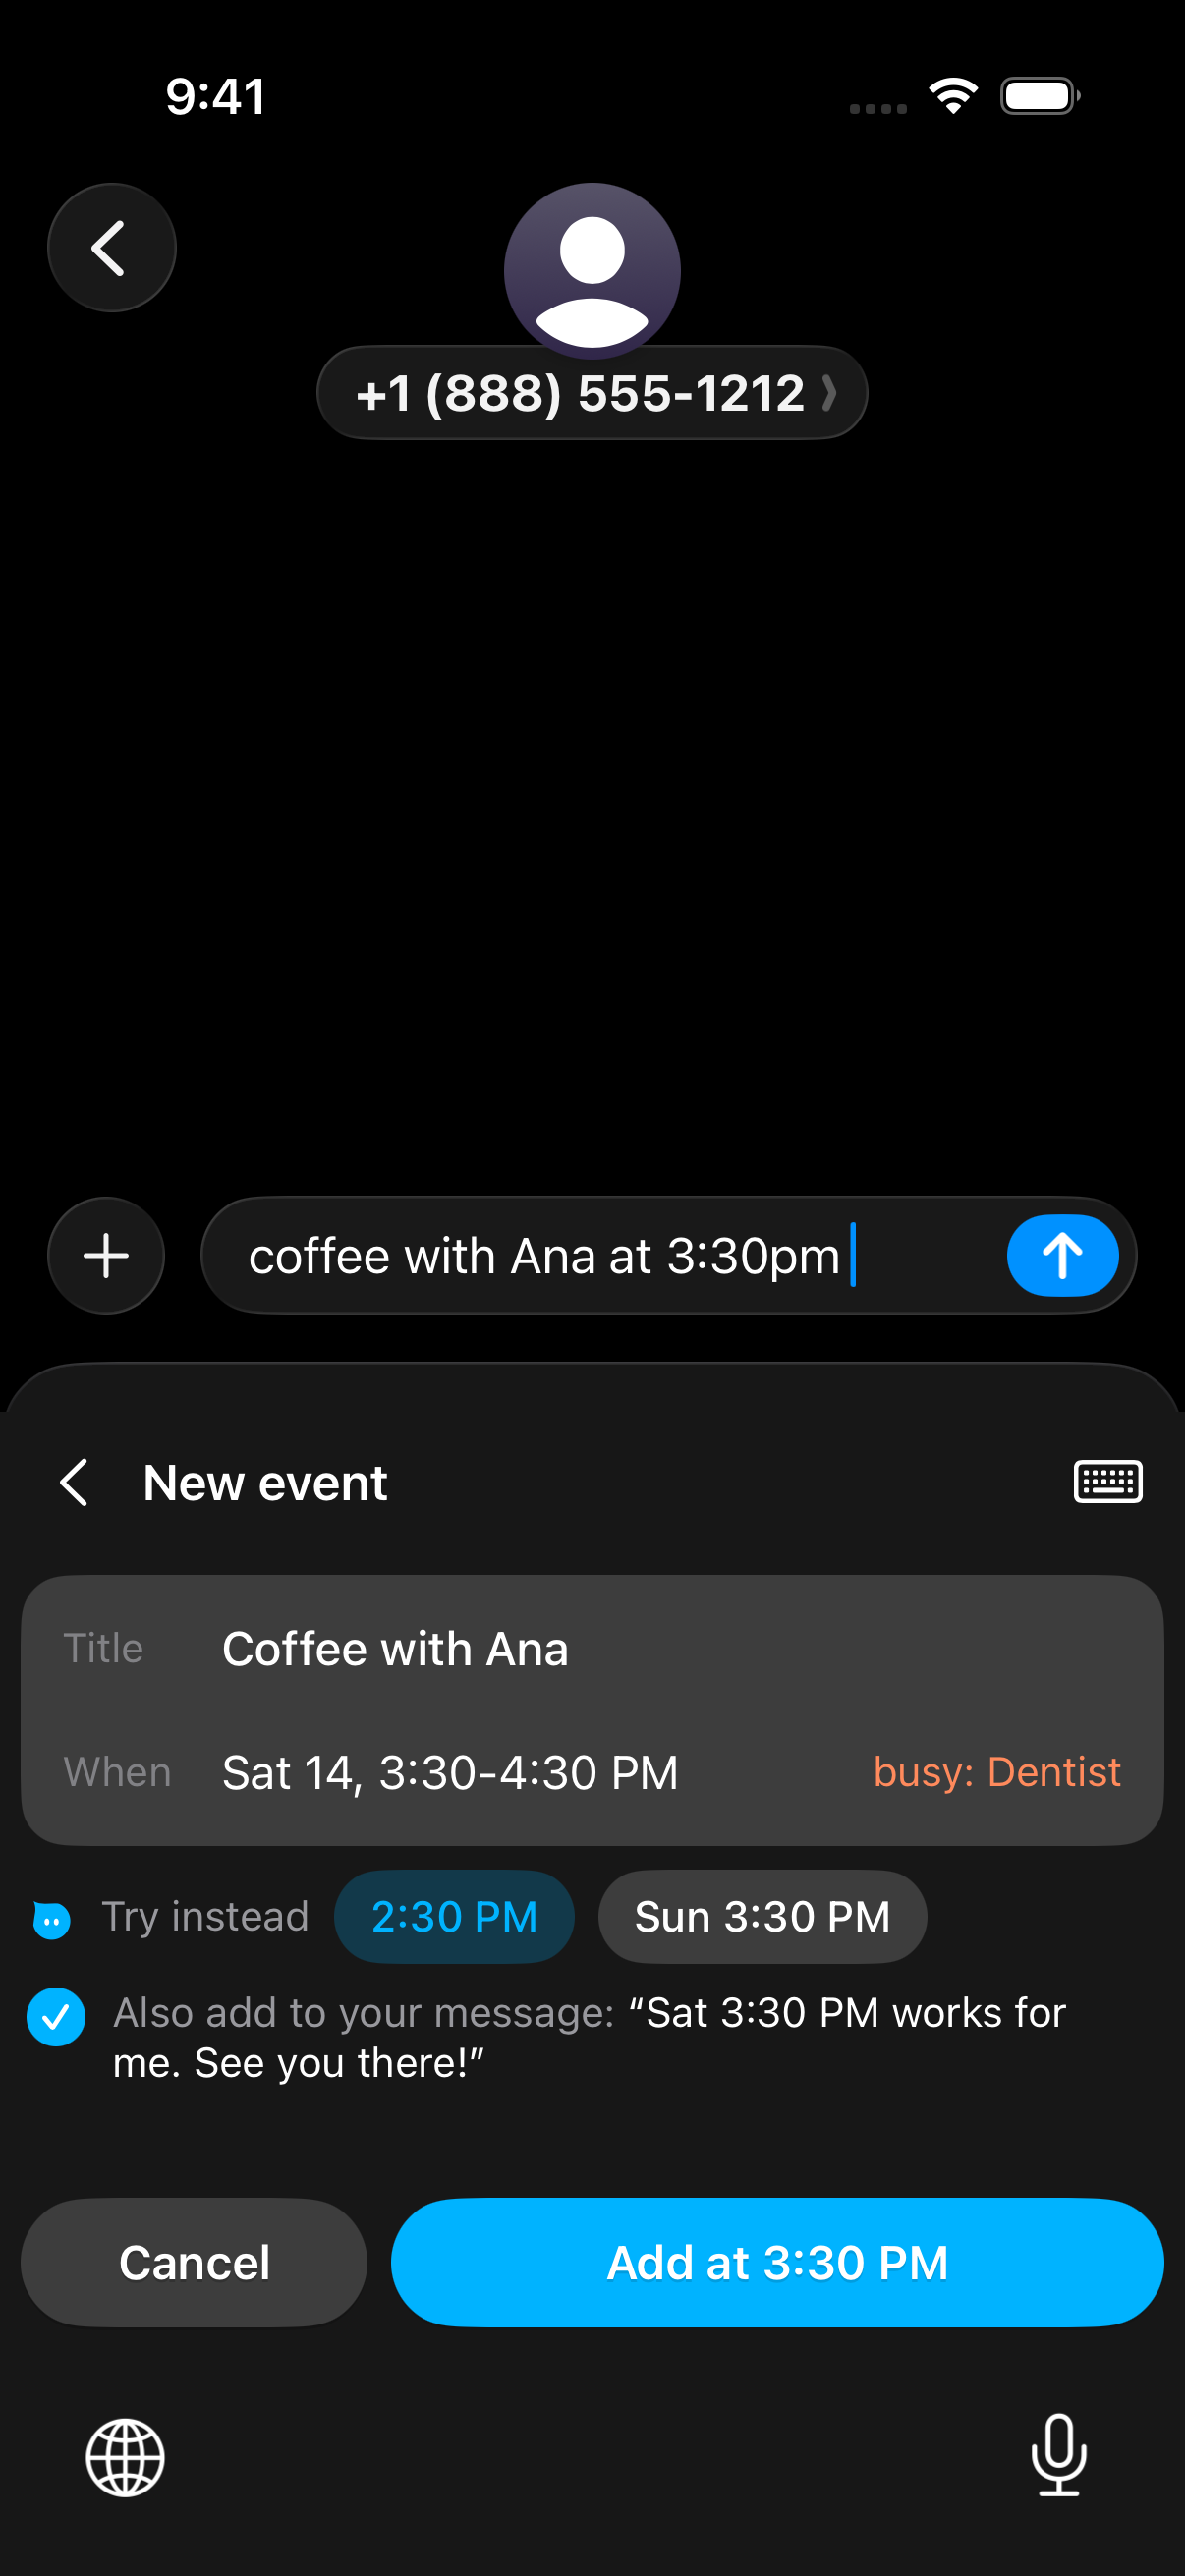 9:41
+1 (888) 555-1212
coffee with Ana at 3:30pm
New event
Title Coffee with Ana
When Sat 14, 3:30-4:30 PM busy: Dentist
Try instead 2:30 PM Sun 3:30 PM
Also add to your message: “Sat 3:30 PM works for
me. See you there!”
Cancel Add at 3:30 PM